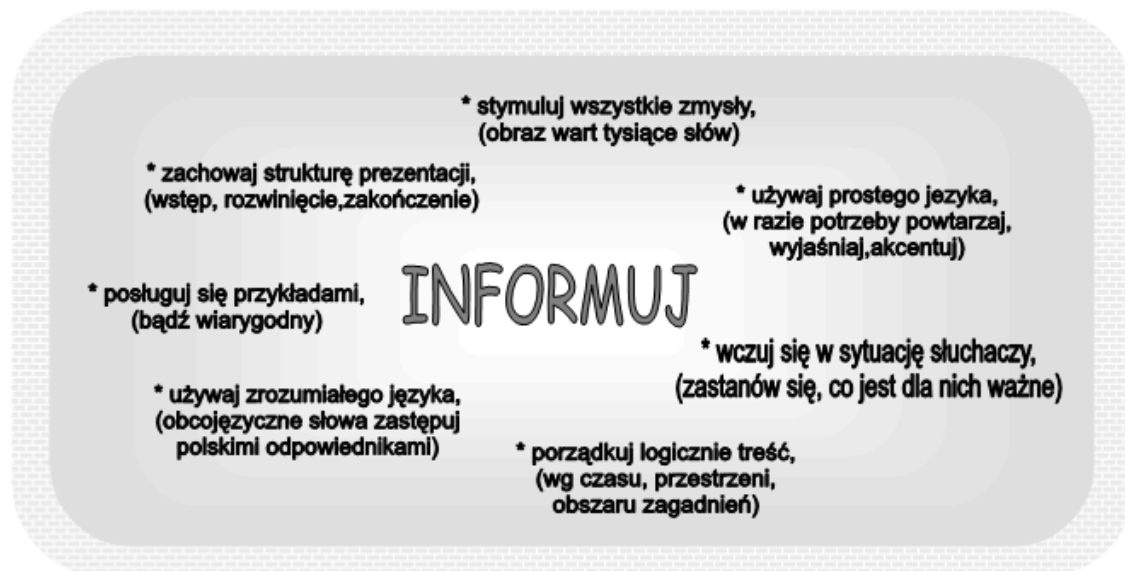 * stymuluj wszystkie zmysły,
(obraz wart tysiące słów)
* zachowaj strukturę prezentacji,
(wstęp, rozwinięcie,zakończenie)
* używaj prostego jezyka,
(w razie potrzeby powtarzaj,
wyjaśniaj,akcentuj)
INFORMUJ
* posługuj się przykładami,
(bądź wiarygodny)
* wczuj się w sytuację słuchaczy,
(zastanów się, co jest dla nich ważne)
* używaj zrozumiałego języka,
(obcojęzyczne słowa zastępuj
polskimi odpowiednikami)
* porządkuj logicznie treść,
(wg czasu, przestrzeni,
obszaru zagadnień)